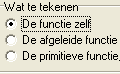 Wat te tekenen
De functie zelf
De afgeleide functie
De primitieve functie,